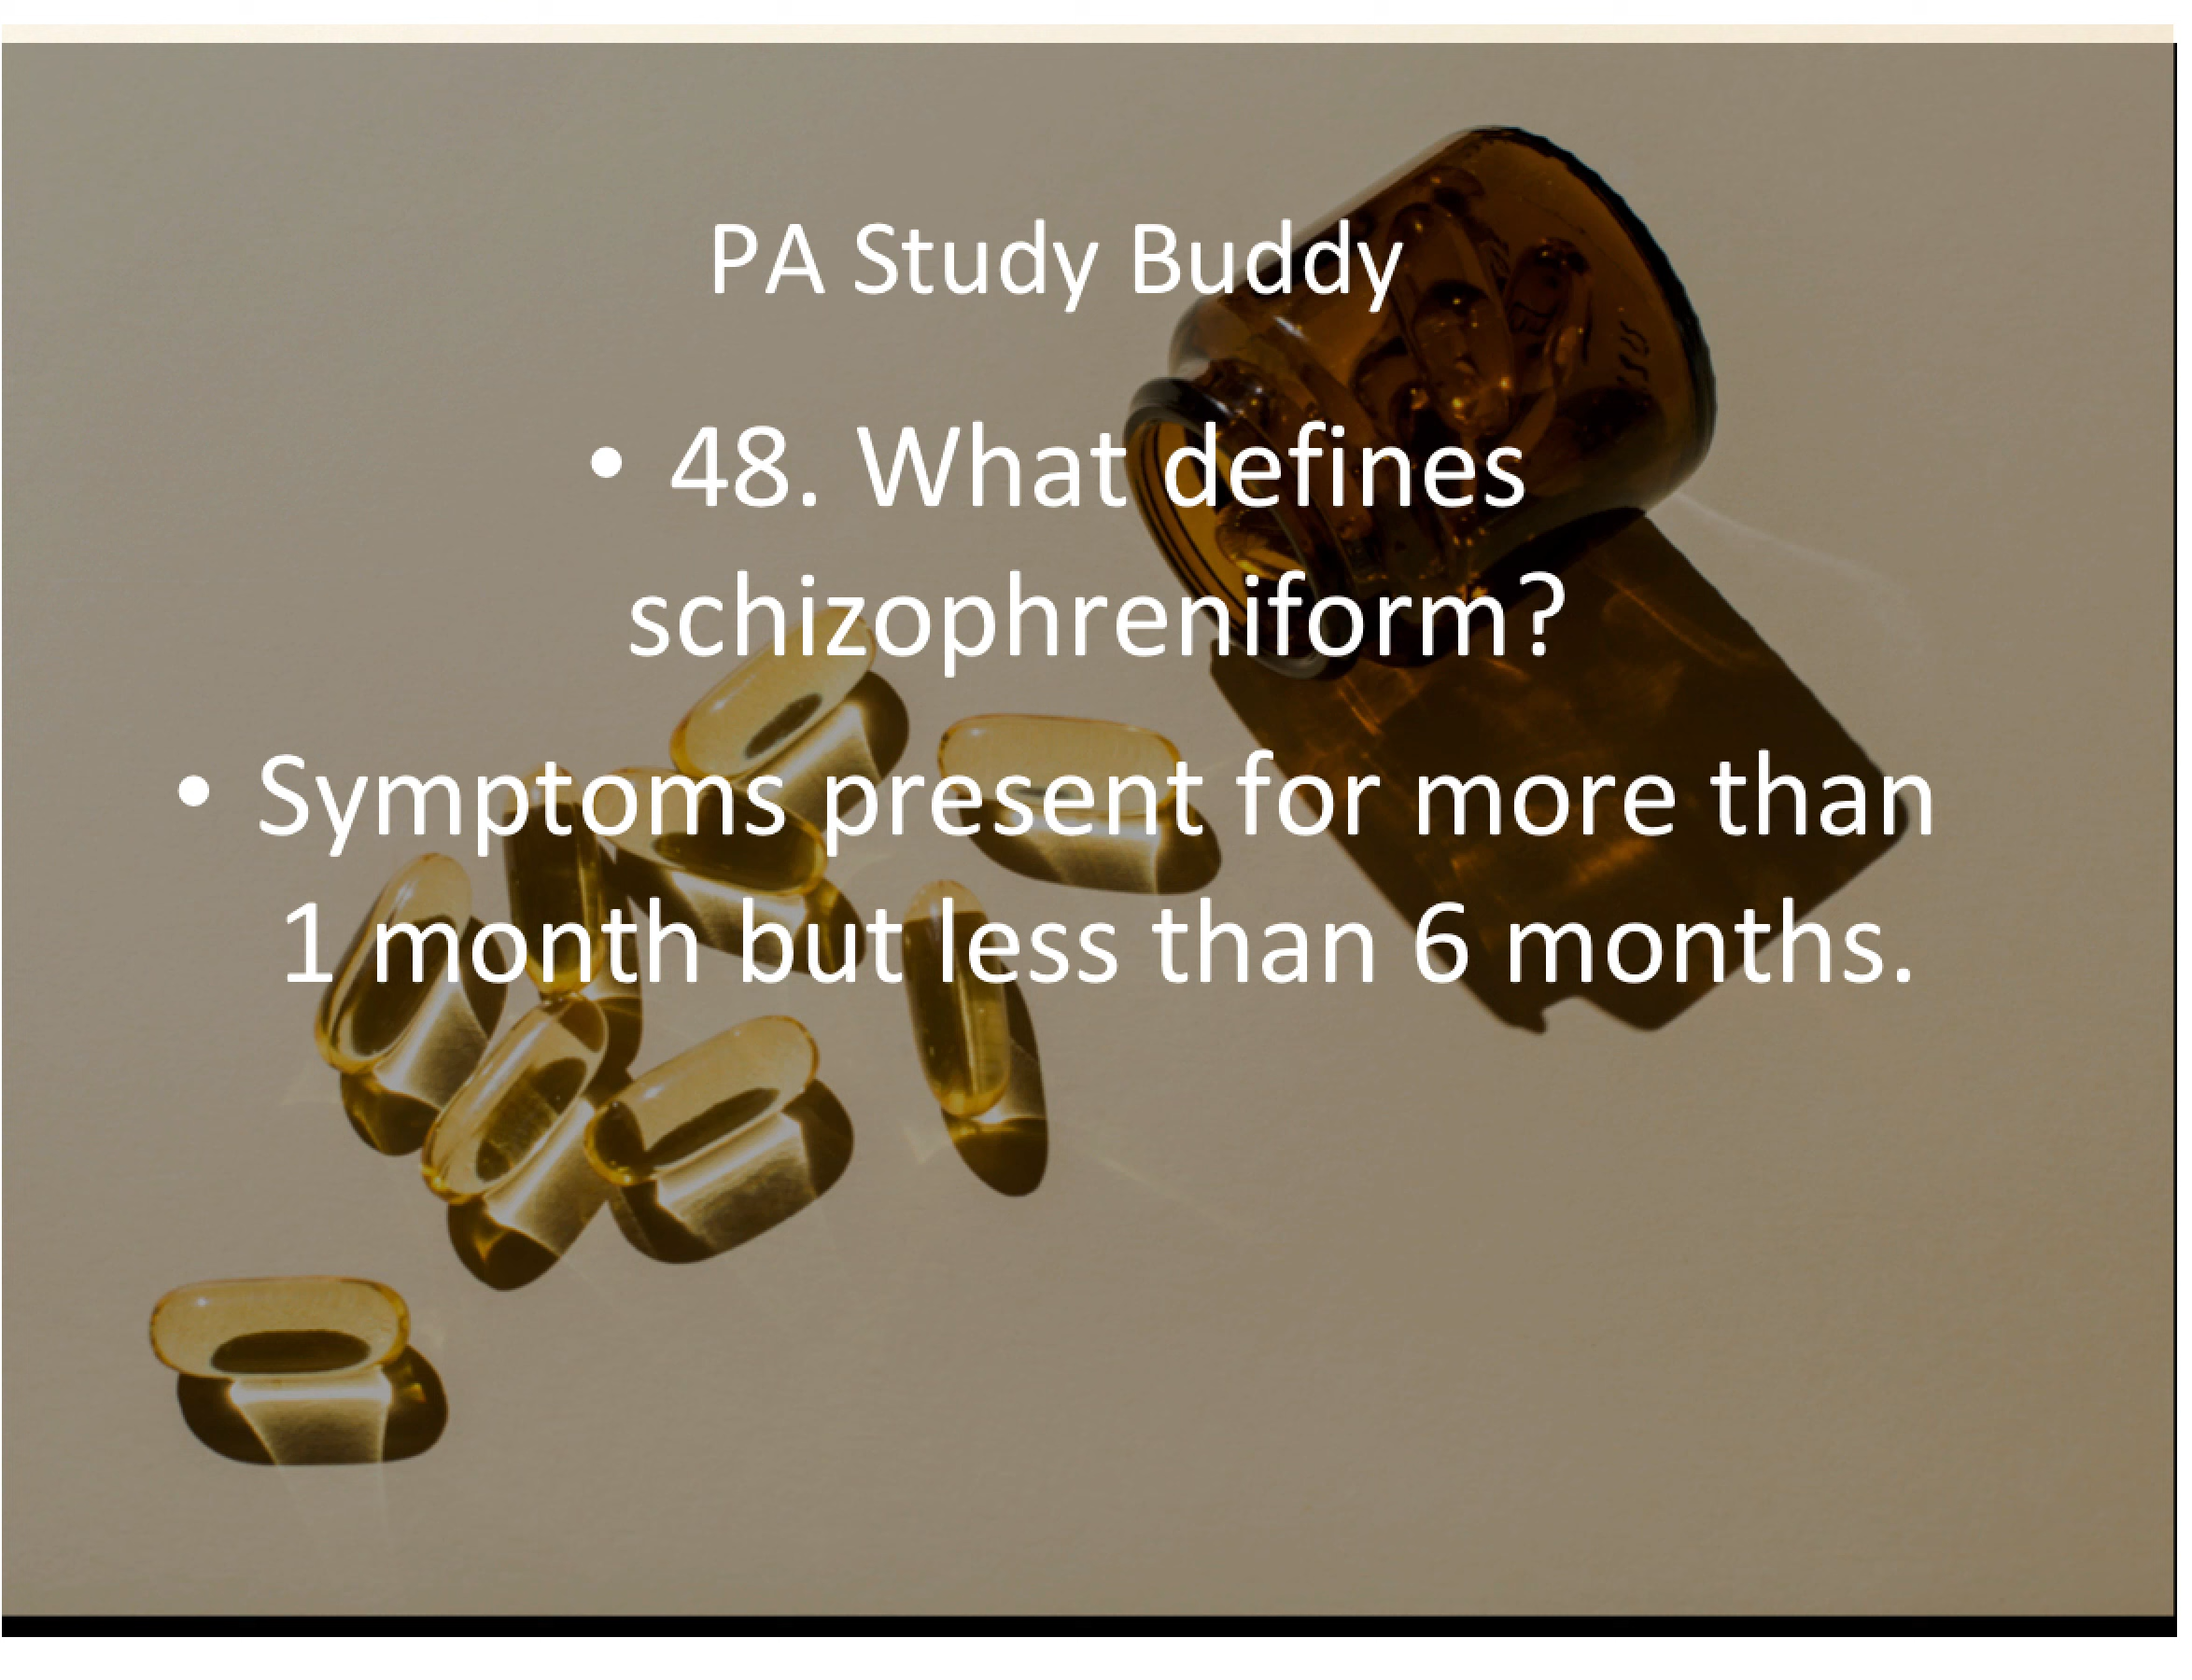 PA Study Buddy
• 48. What defines
schizophreniform?
• Symptoms present for more than
1 month but less than 6 months.